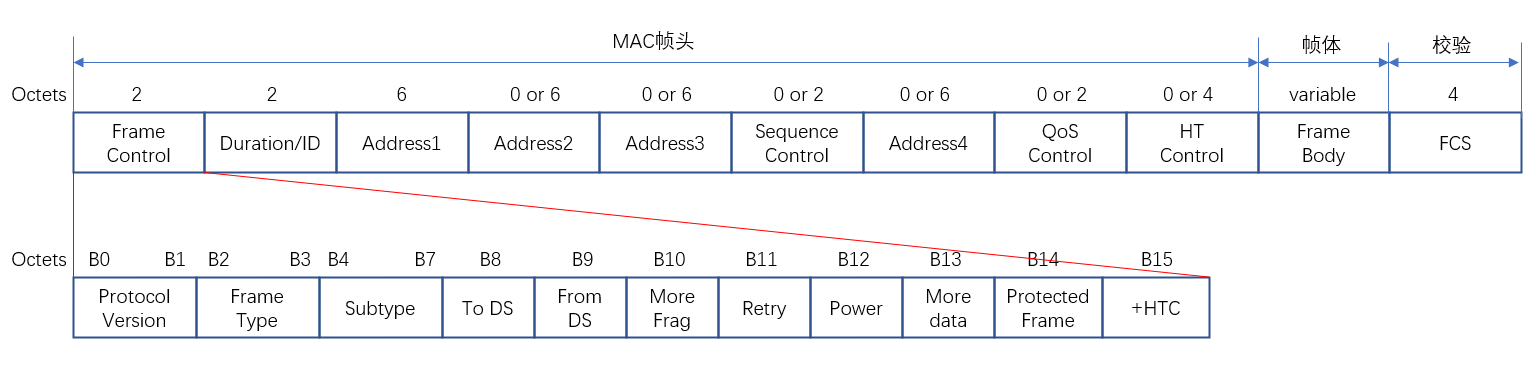 MAC帧头 帧体 校验
Octets 2 2 6 0 or 6 0 or 6 0 or 2 0 or 6 0 or 2 0 or 4 variable 4
Frame Control Duration/ID Address1 Address2 Address3 Sequence Control Address4 QoS Control HT Control Frame Body FCS
Octets B0 B1 B2 B3 B4 B7 B8 B9 B10 B11 B12 B13 B14 B15
Protocol Version Frame Type Subtype To DS From DS More Frag Retry Power More data Protected Frame +HTC